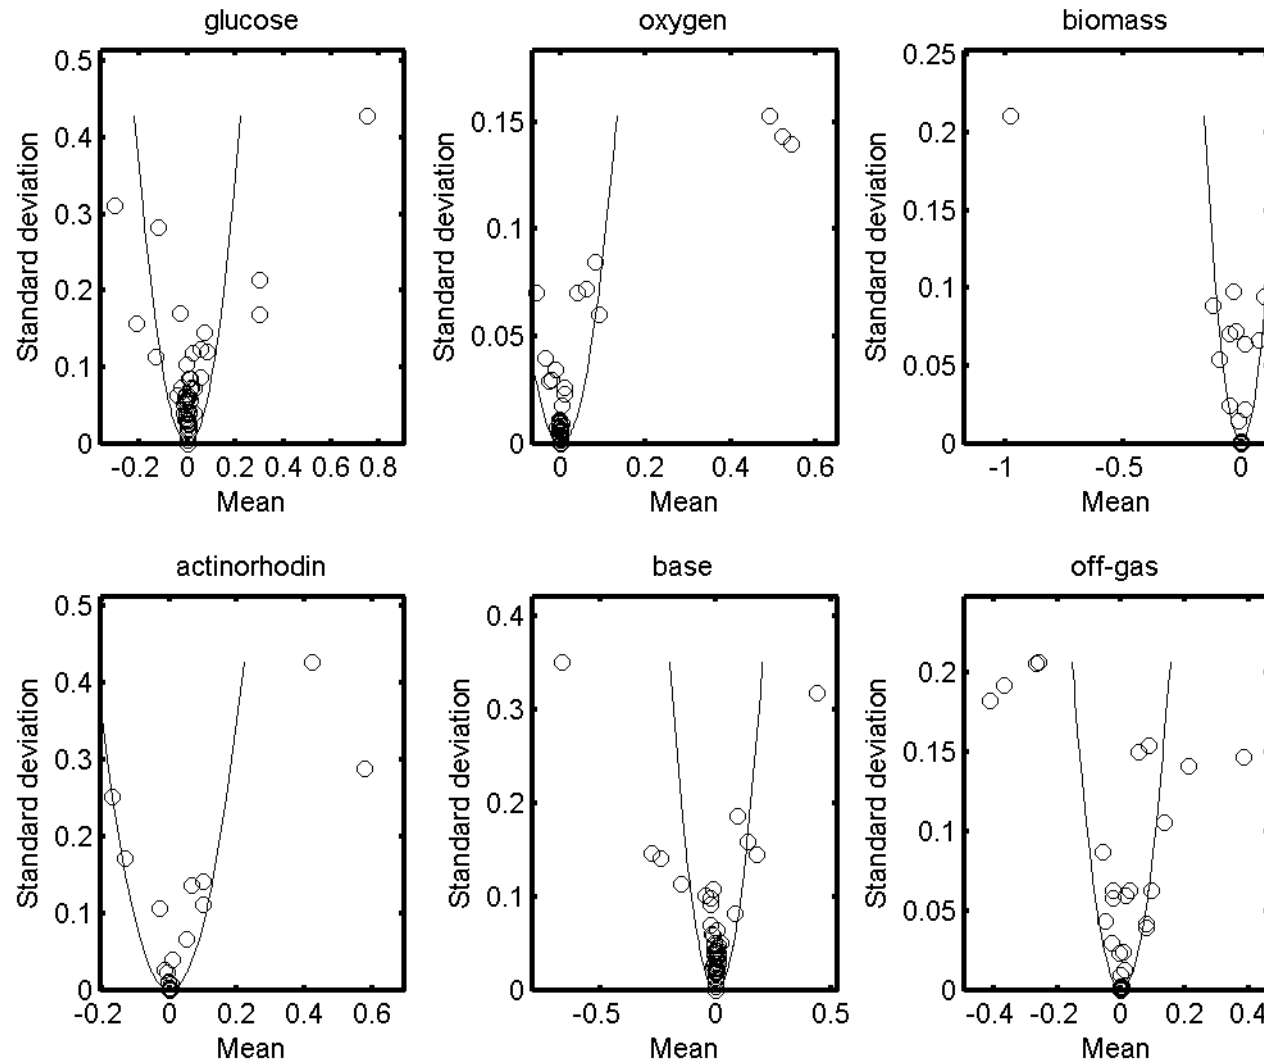 glucose
0.5
0.4
0.3
0.2
0.1
0
-0.2 0 0.2 0.4 0.6 0.8
Standard deviation
Mean
oxygen
0.15
0.1
0.05
0
0 0.2 0.4 0.6
Standard deviation
Mean
biomass
0.25
0.2
0.15
0.1
0.05
0
-1 -0.5 0
Standard deviation
Mean
actinorhodin
0.5
0.4
0.3
0.2
0.1
0
-0.2 0 0.2 0.4 0.6
Standard deviation
Mean
base
0.4
0.3
0.2
0.1
0
-0.5 0 0.5
Standard deviation
Mean
off-gas
0.2
0.15
0.1
0.05
0
-0.4 -0.2 0 0.2 0.4
Standard deviation
Mean